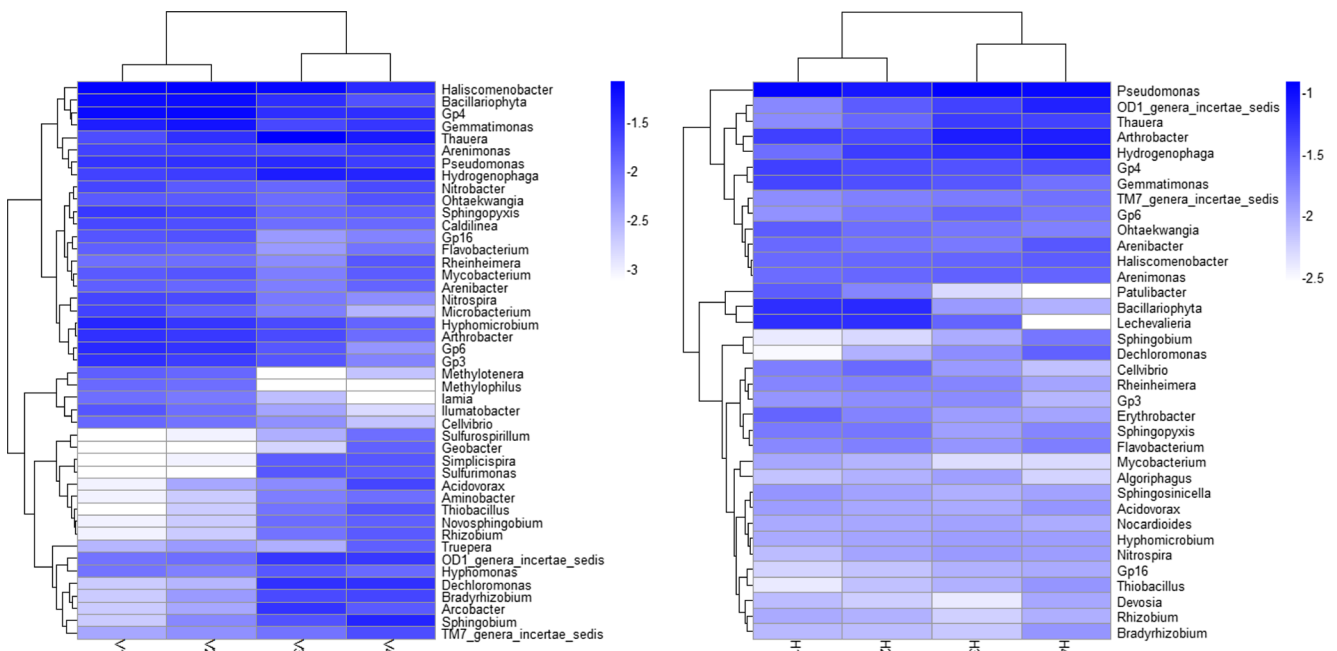 Haliscomenobacter
Bacillariophyta
Gp4
Gemmatimonas
Thauera
Arenimonas
Pseudomonas
Hydrogenophaga
Nitrobacter
Ohtaekwangia
Sphingopyxis
Caldilinea
Gp16
Flavobacterium
Rheinheimera
Mycobacterium
Arenibacter
Nitrospira
Microbacterium
Hyphomicrobium
Arthrobacter
Gp6
Gp3
Methylotenera
Methylophilus
Iamia
Ilumatobacter
Cellvibrio
Sulfurospirillum
Geobacter
Simplicispira
Sulfurimonas
Acidovorax
Aminobacter
Thiobacillus
Novosphingobium
Rhizobium
Truepera
OD1_genera_incertae_sedis
Hyphomonas
Dechloromonas
Bradyrhizobium
Arcobacter
Sphingobium
TM7_genera_incertae_sedis
-1.5
-2
-2.5
-3
Pseudomonas
OD1_genera_incertae_sedis
Thauera
Arthrobacter
Hydrogenophaga
Gp4
Gemmatimonas
TM7_genera_incertae_sedis
Gp6
Ohtaekwangia
Arenibacter
Haliscomenobacter
Arenimonas
Patulibacter
Bacillariophyta
Lechevalieria
Sphingobium
Dechloromonas
Cellvibrio
Rheinheimera
Gp3
Erythrobacter
Sphingopyxis
Flavobacterium
Mycobacterium
Algoriphagus
Sphingosinicella
Acidovorax
Nocardioides
Hyphomicrobium
Nitrospira
Gp16
Thiobacillus
Devosia
Rhizobium
Bradyrhizobium
-1
-1.5
-2
-2.5